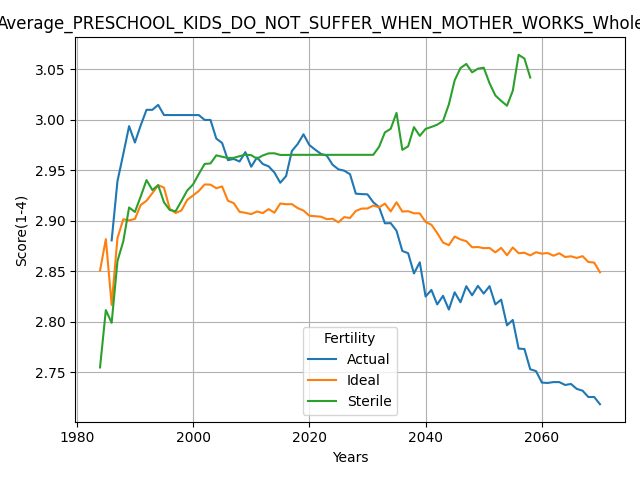 Average_PRESCHOOL_KIDS_DO_NOT_SUFFER_WHEN_MOTHER_WORKS_Whole
3.05
3.00
2.95
2.90
2.85
2.80
2.75
Score(1-4)
Fertility
Actual
Ideal
Sterile
1980 2000 2020 2040 2060
Years